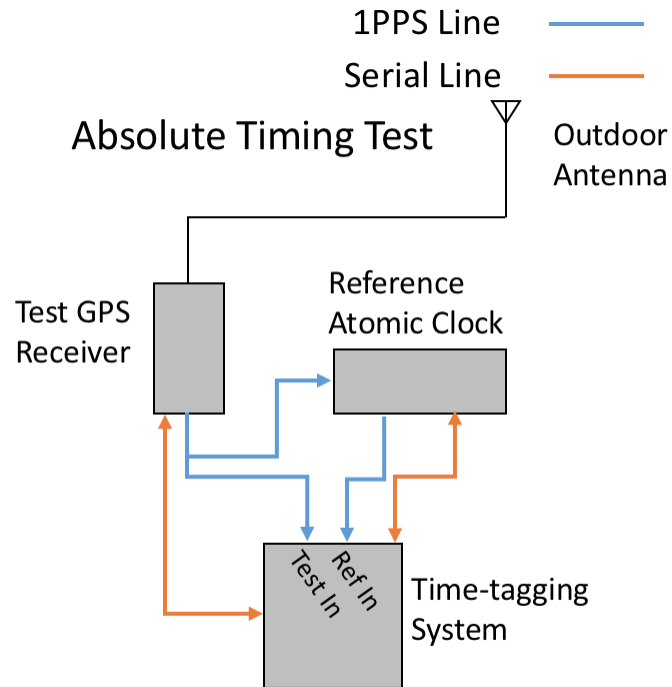 1PPS Line
Serial Line
Absolute Timing Test
Outdoor
Antenna
Test GPS
Receiver
Reference
Atomic Clock
Test In
Ref In
Time-tagging
System